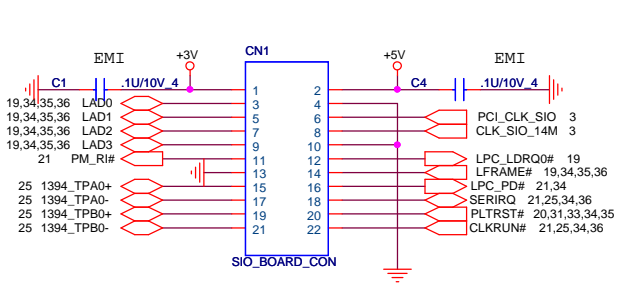 EMI +3V CN1 +5V EMI
C1 .1U/10V_4 C4 .1U/10V_4
1 2
19,34,35,36 LAD0 3 4
19,34,35,36 LAD1 5 6 PCI_CLK_SIO 3
19,34,35,36 LAD2 7 8 CLK_SIO_14M 3
19,34,35,36 LAD3 9 10
21 PM_RI# 11 12 LPC_LDRQ0# 19
13 14 LFRAME# 19,34,35,36
25 1394_TPA0+ 15 16 LPC_PD# 21,34
25 1394_TPA0- 17 18 SERIRQ 21,25,34,36
25 1394_TPB0+ 19 20 PLTRST# 20,31,33,34,35
25 1394_TPB0- 21 22 CLKRUN# 21,25,34,36
SIO_BOARD_CON